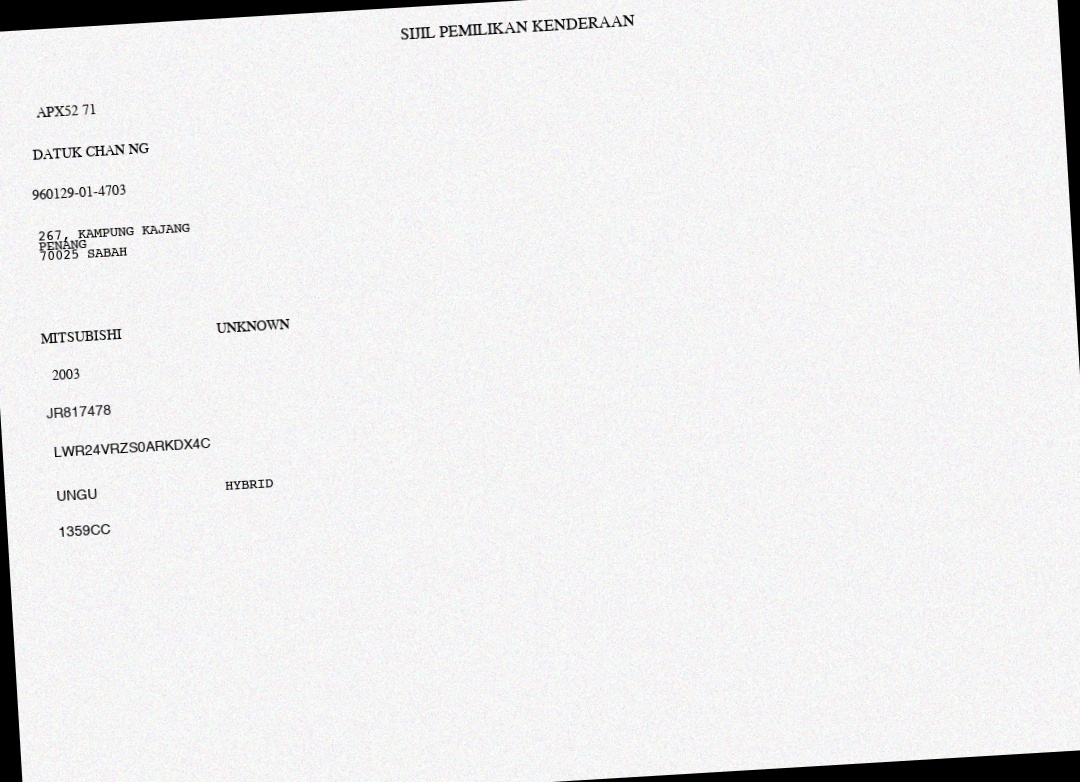 SIJIL PEMILIKAN KENDERAAN
APX52 71
DATUK CHAN NG
960129-01-4703
267, KAMPUNG KAJANG
PENANG
70025 SABAH
MITSUBISHI UNKNOWN
2003
JR817478
LWR24VRZS0ARKDX4C
UNGU HYBRID
1359CC